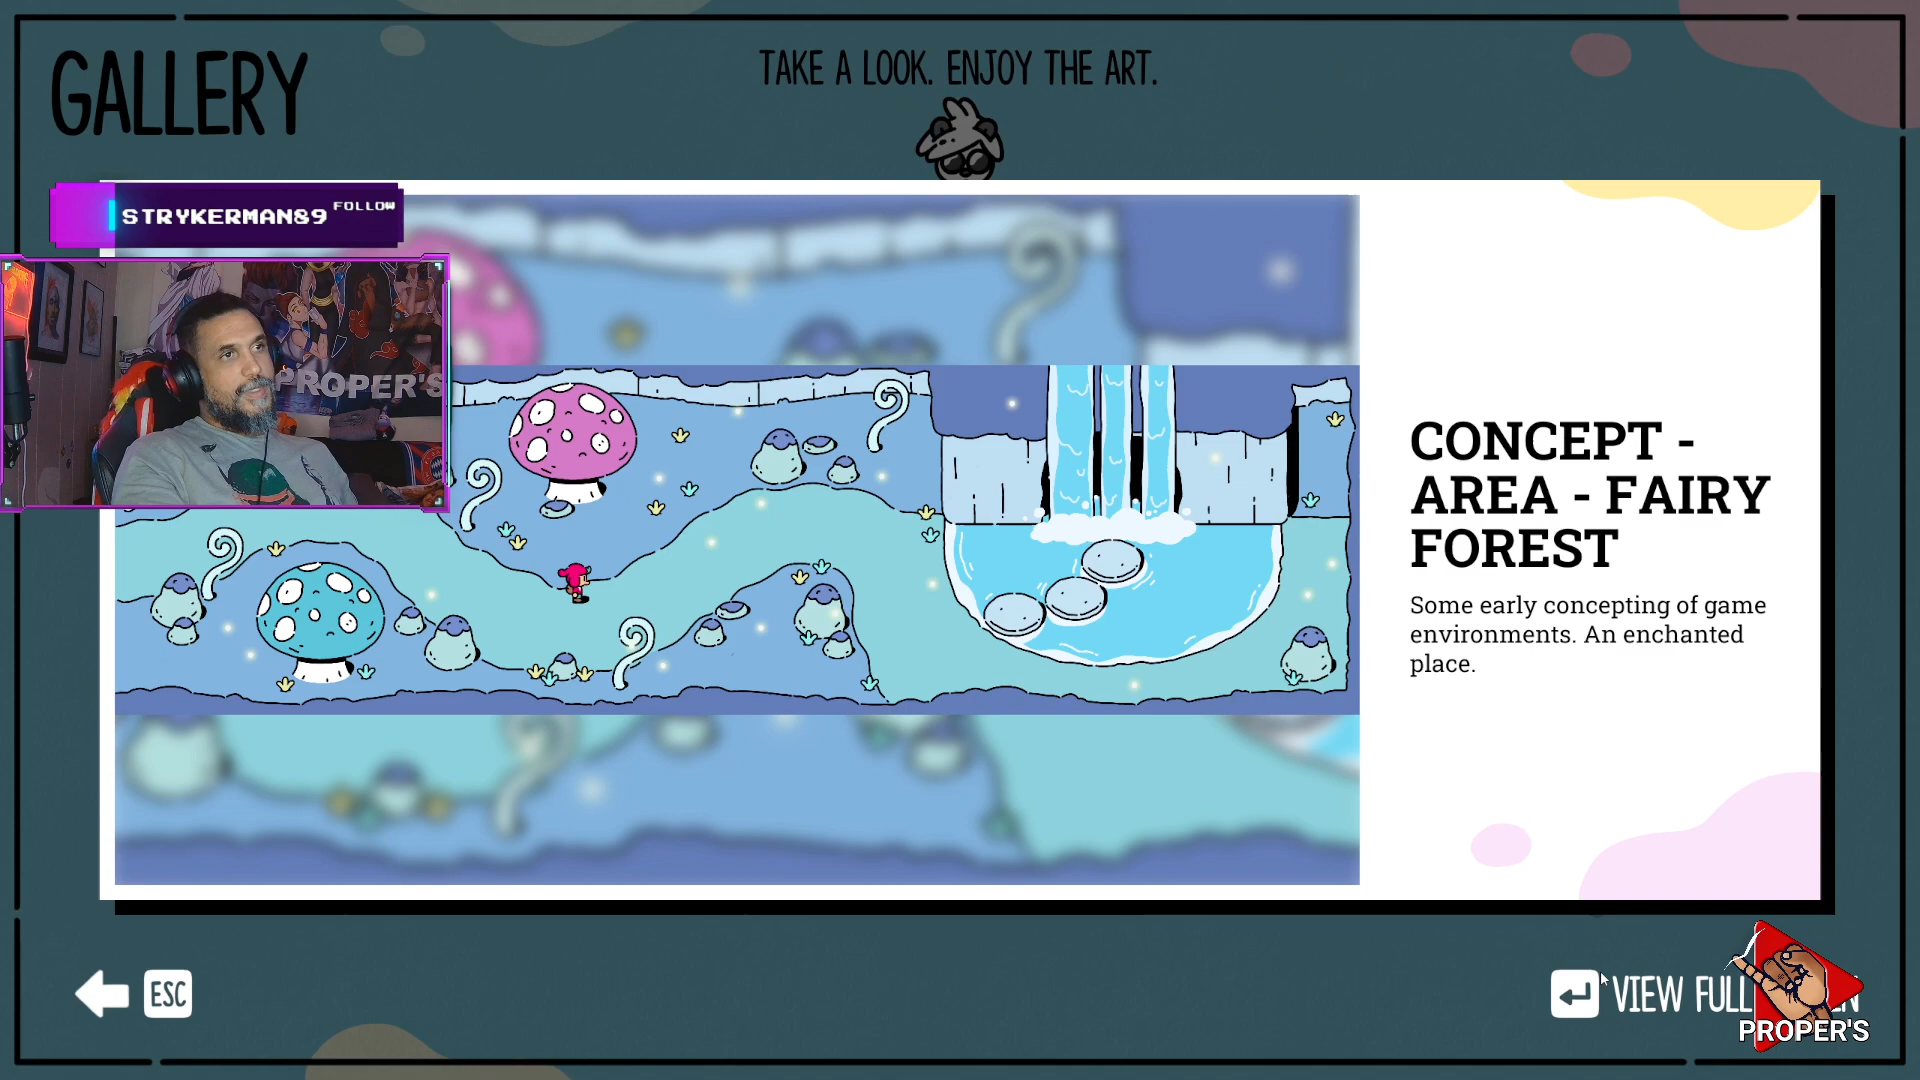 GALLERY
TAKE A LOOK. ENJOY THE ART.
STRYKERMAN89 FOLLOW
PROPER'S
CONCEPT -
AREA - FAIRY
FOREST
Some early concepting of game
environments. An enchanted
place.
ESC
VIEW FULL
PROPER'S